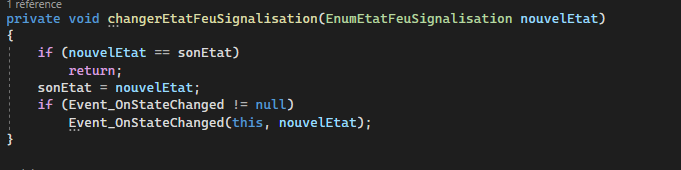 1 référence
private void changerEtatFeuSignalisation(EnumEtatFeuSignalisation nouvelEtat)
{
if (nouvelEtat == sonEtat)
return;
sonEtat = nouvelEtat;
if (Event_OnStateChanged != null)
Event_OnStateChanged(this, nouvelEtat);
}